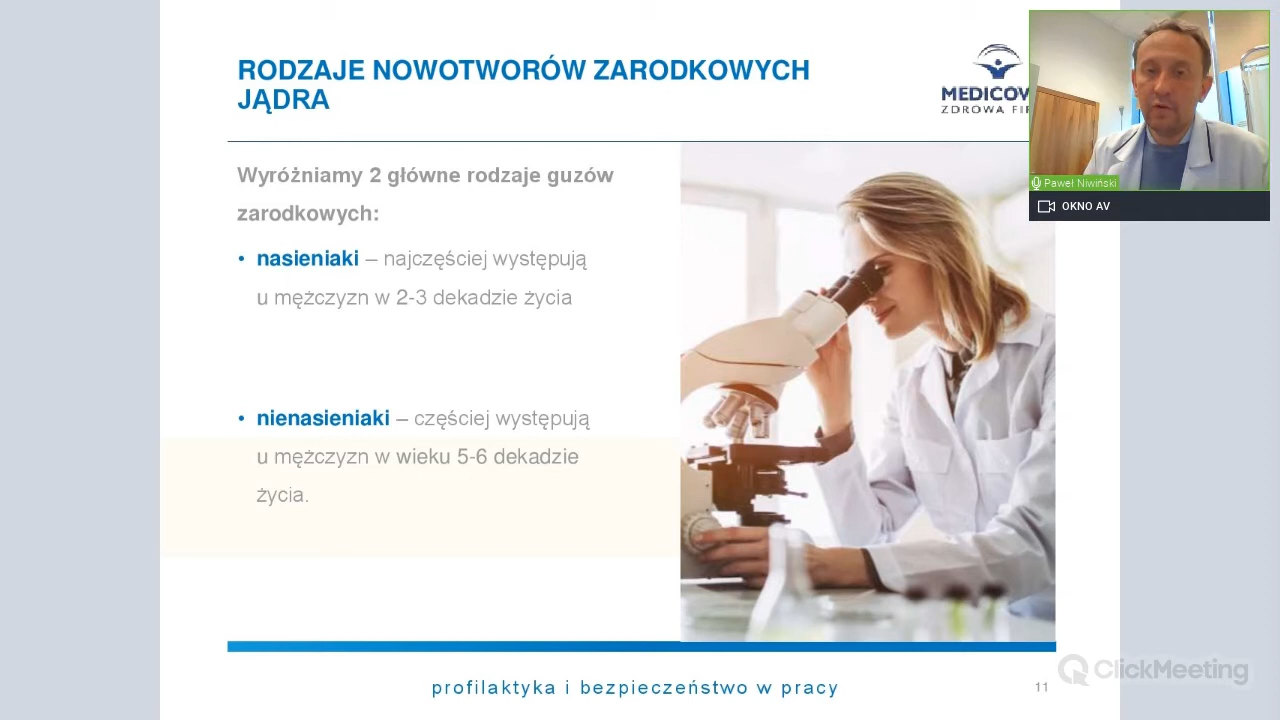 RODZAJE NOWOTWORÓW ZARODKOWYCH
JĄDRA
MEDICOV
ZDROWA FIR
Paweł Niwiński
OKNO AV
Wyróżniamy 2 główne rodzaje guzów
zarodkowych:
• nasieniaki – najczęściej występują
u mężczyzn w 2-3 dekadzie życia
• nienasieniaki – częściej występują
u mężczyzn w wieku 5-6 dekadzie
życia.
profilaktyka i bezpieczeństwo w pracy
11
ClickMeeting